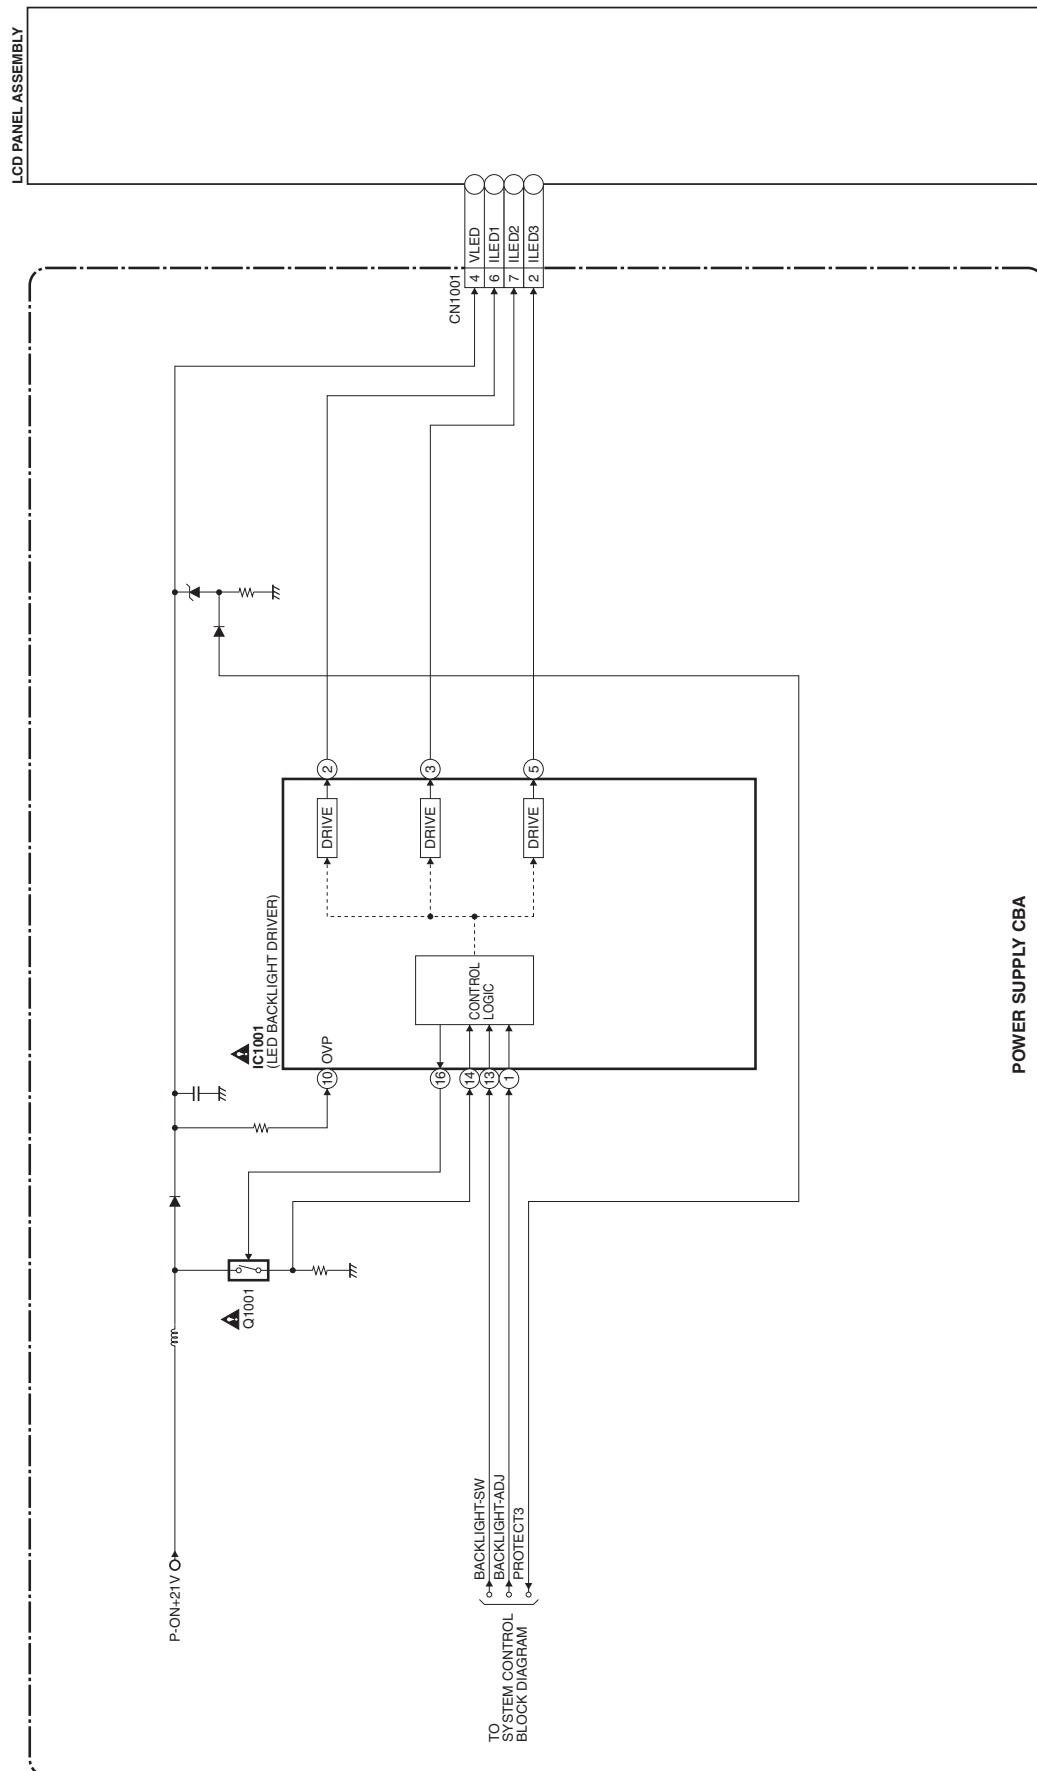 LCD PANEL ASSEMBLY
CN1001
4 VLED
6 ILED1
7 ILED2
2 ILED3
2
3
5
DRIVE
DRIVE
DRIVE
IC1001
(LED BACKLIGHT DRIVER)
CONTROL
LOGIC
10 OVP
16
14
13
1
Q1001
P-ON+21V
BACKLIGHT-SW
BACKLIGHT-ADJ
PROTECT3
TO
SYSTEM CONTROL
BLOCK DIAGRAM
POWER SUPPLY CBA